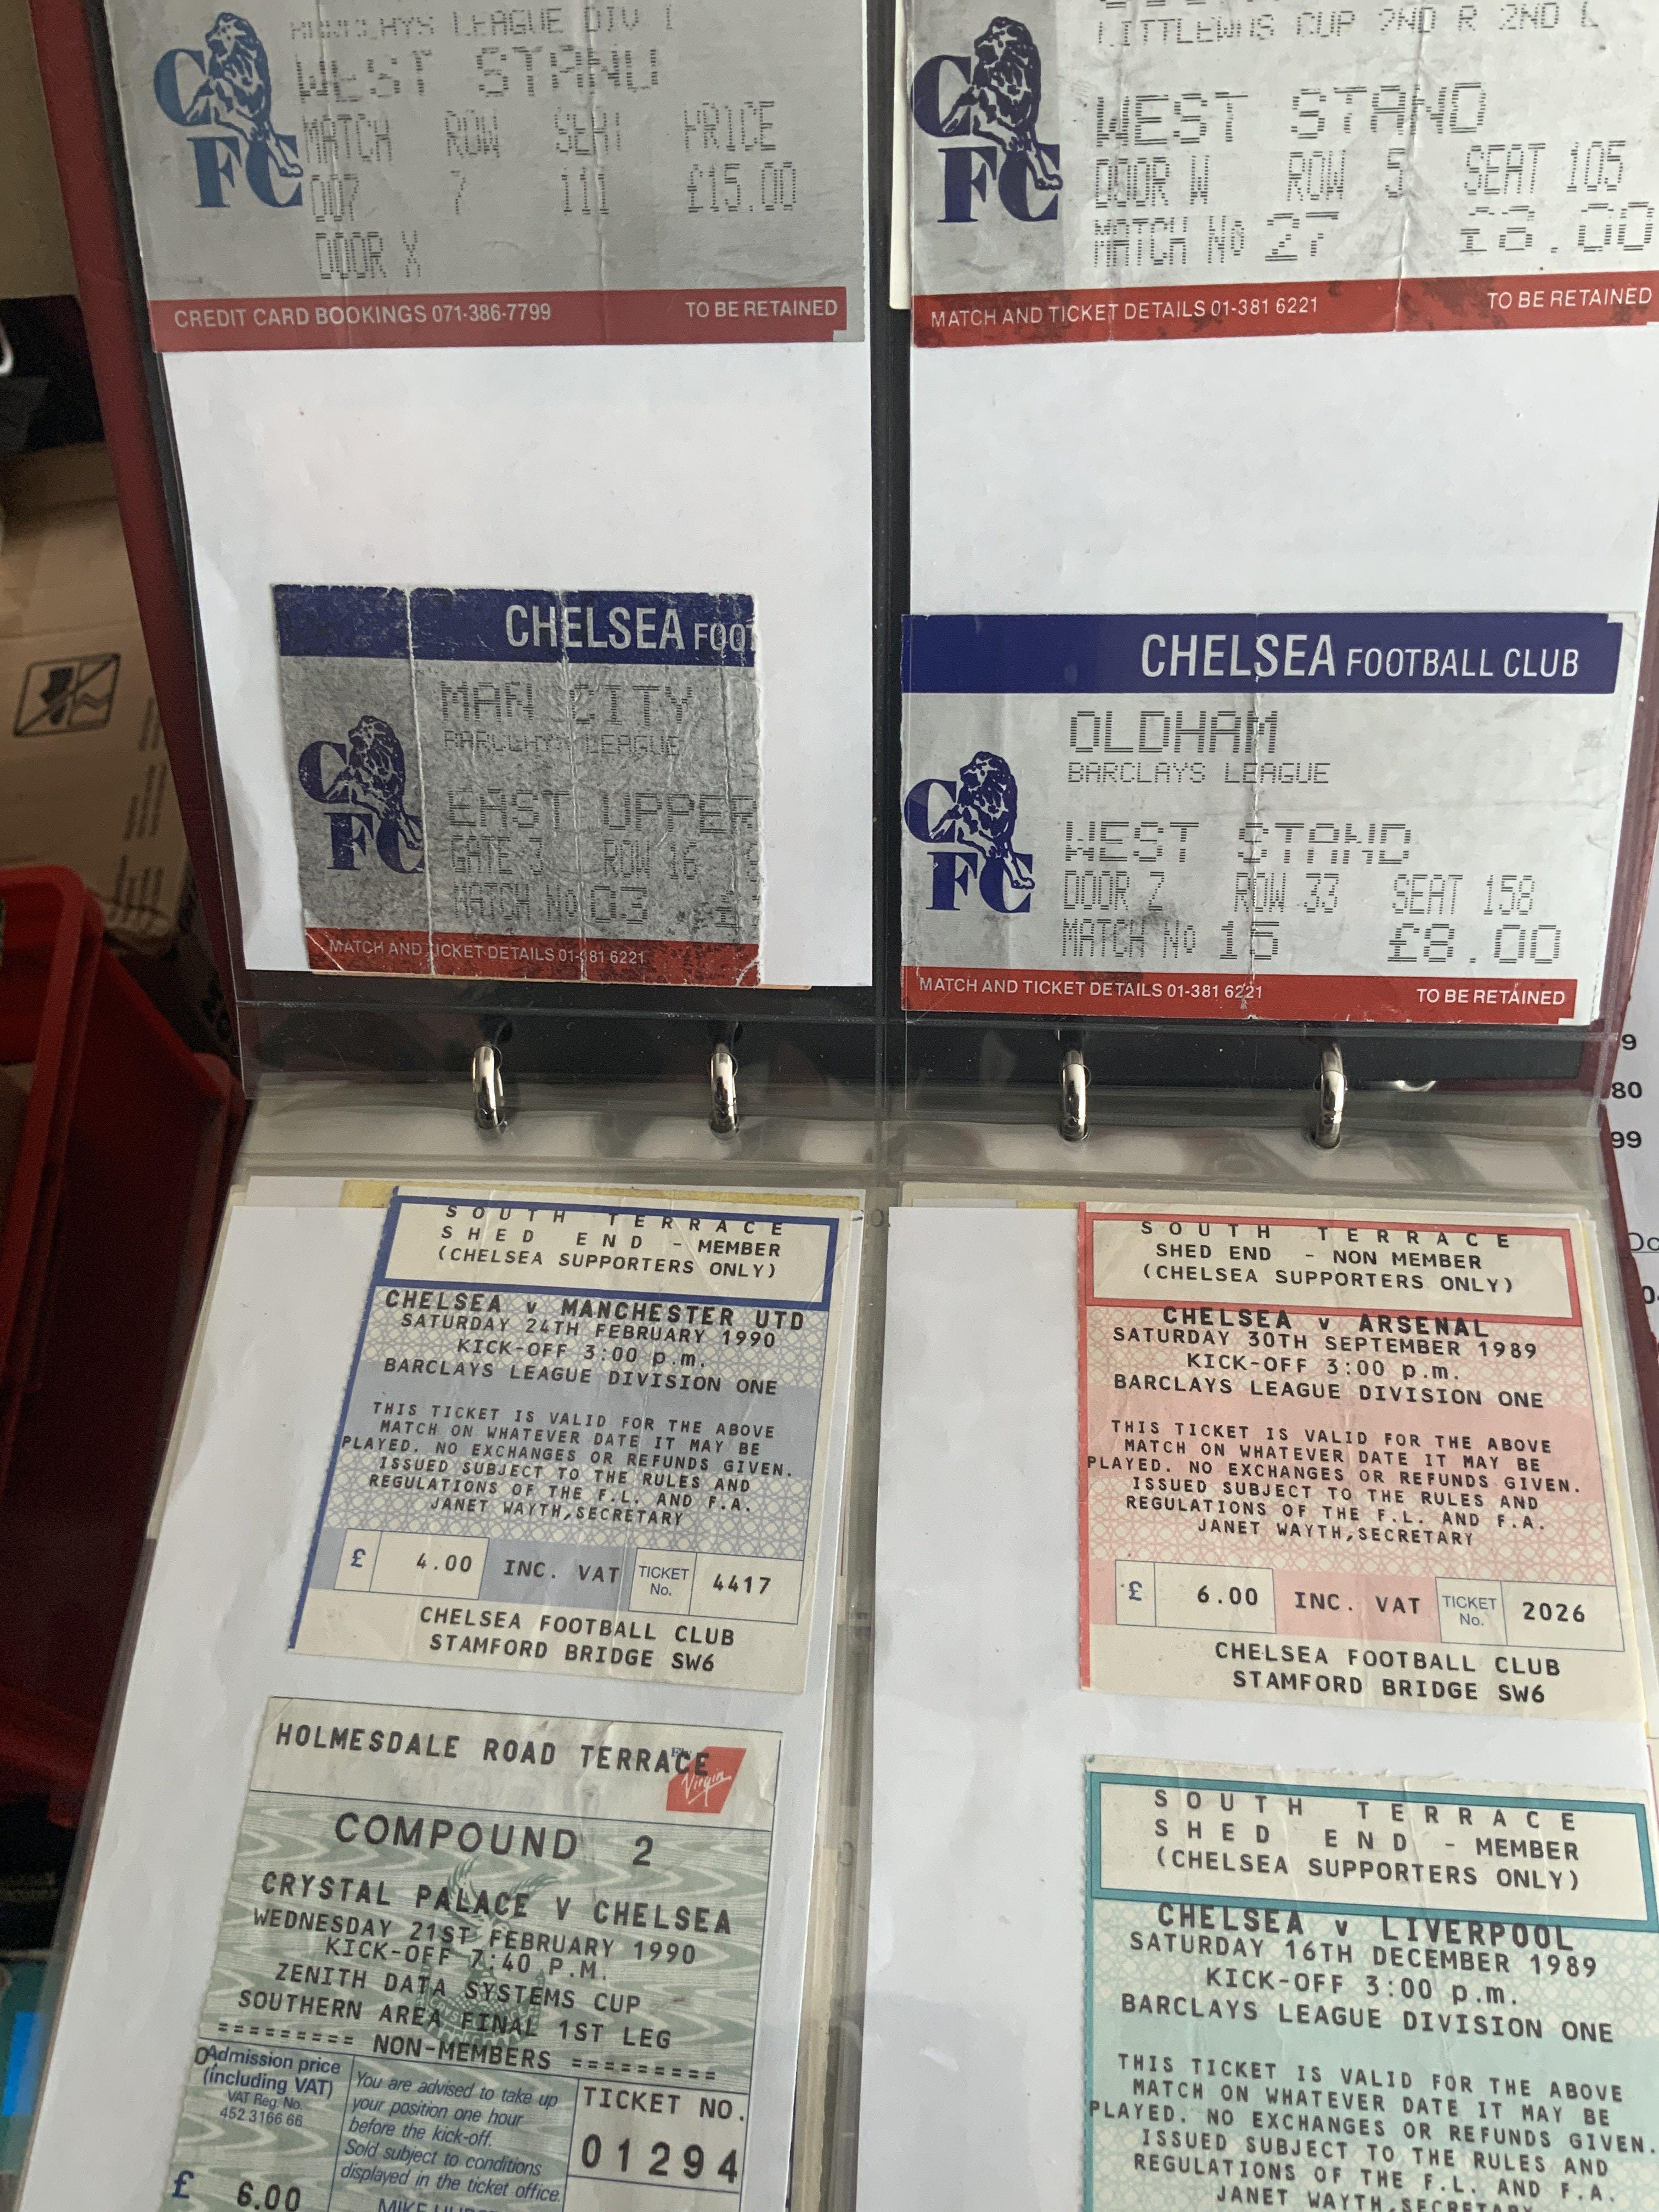 BARCLAYS LEAGUE DIV 1
WEST STAND
MATCH ROW SEAT PRICE
007 7 111 £15.00
DOOR X
CFC
CREDIT CARD BOOKINGS 071-386-7799 TO BE RETAINED
LITTLEWNS CUP 2ND R 2ND L
WEST STAND
DOOR W ROW 5 SEAT 105
MATCH No 27 £8.00
CFC
MATCH AND TICKET DETAILS 01-381 6221 TO BE RETAINED
CHELSEA FOOT
MAN CITY
BARCLAYS LEAGUE
EAST UPPER
GATE 3 ROW 16
MATCH No 03
CFC
MATCH AND TICKET DETAILS 01-381 6221
CHELSEA FOOTBALL CLUB
OLDHAM
BARCLAYS LEAGUE
WEST STAND
DOOR Z ROW 33 SEAT 158
MATCH No 15 £8.00
CFC
MATCH AND TICKET DETAILS 01-381 6221 TO BE RETAINED
9
80
99
SOUTH TERRACE
SHED END - MEMBER
(CHELSEA SUPPORTERS ONLY)
CHELSEA v MANCHESTER UTD
SATURDAY 24TH FEBRUARY 1990
KICK-OFF 3:00 p.m.
BARCLAYS LEAGUE DIVISION ONE
THIS TICKET IS VALID FOR THE ABOVE
MATCH ON WHATEVER DATE IT MAY BE
PLAYED. NO EXCHANGES OR REFUNDS GIVEN.
ISSUED SUBJECT TO THE RULES AND
REGULATIONS OF THE F.L. AND F.A.
JANET WAYTH,SECRETARY
£ 4.00 INC. VAT TICKET No. 4417
CHELSEA FOOTBALL CLUB
STAMFORD BRIDGE SW6
SOUTH TERRACE
SHED END - NON MEMBER
(CHELSEA SUPPORTERS ONLY)
CHELSEA v ARSENAL
SATURDAY 30TH SEPTEMBER 1989
KICK-OFF 3:00 p.m.
BARCLAYS LEAGUE DIVISION ONE
THIS TICKET IS VALID FOR THE ABOVE
MATCH ON WHATEVER DATE IT MAY BE
PLAYED. NO EXCHANGES OR REFUNDS GIVEN.
ISSUED SUBJECT TO THE RULES AND
REGULATIONS OF THE F.L. AND F.A.
JANET WAYTH,SECRETARY
£ 6.00 INC. VAT TICKET No. 2026
CHELSEA FOOTBALL CLUB
STAMFORD BRIDGE SW6
HOLMESDALE ROAD TERRACE
Fly
Virgin
COMPOUND 2
CRYSTAL PALACE V CHELSEA
WEDNESDAY 21ST FEBRUARY 1990
KICK-OFF 7:40 P.M.
ZENITH DATA SYSTEMS CUP
SOUTHERN AREA FINAL 1ST LEG
========= NON-MEMBERS =========
Admission price
(including VAT)
VAT Reg. No.
452 3166 66
£ 6.00
You are advised to take up
your position one hour
before the kick-off.
Sold subject to conditions
displayed in the ticket office.
TICKET NO.
01294
SOUTH TERRACE
SHED END - MEMBER
(CHELSEA SUPPORTERS ONLY)
CHELSEA v LIVERPOOL
SATURDAY 16TH DECEMBER 1989
KICK-OFF 3:00 p.m.
BARCLAYS LEAGUE DIVISION ONE
THIS TICKET IS VALID FOR THE ABOVE
MATCH ON WHATEVER DATE IT MAY BE
PLAYED. NO EXCHANGES OR REFUNDS GIVEN.
ISSUED SUBJECT TO THE RULES AND
REGULATIONS OF THE F.L. AND F.A.
JANET WAYTH,SECRETARY